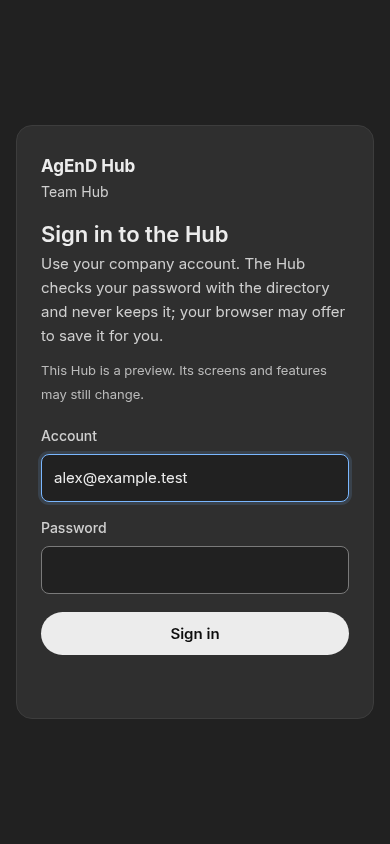 AgEnD Hub
Team Hub
Sign in to the Hub
Use your company account. The Hub
checks your password with the directory
and never keeps it; your browser may offer
to save it for you.
This Hub is a preview. Its screens and features
may still change.
Account
alex@example.test
Password
Sign in